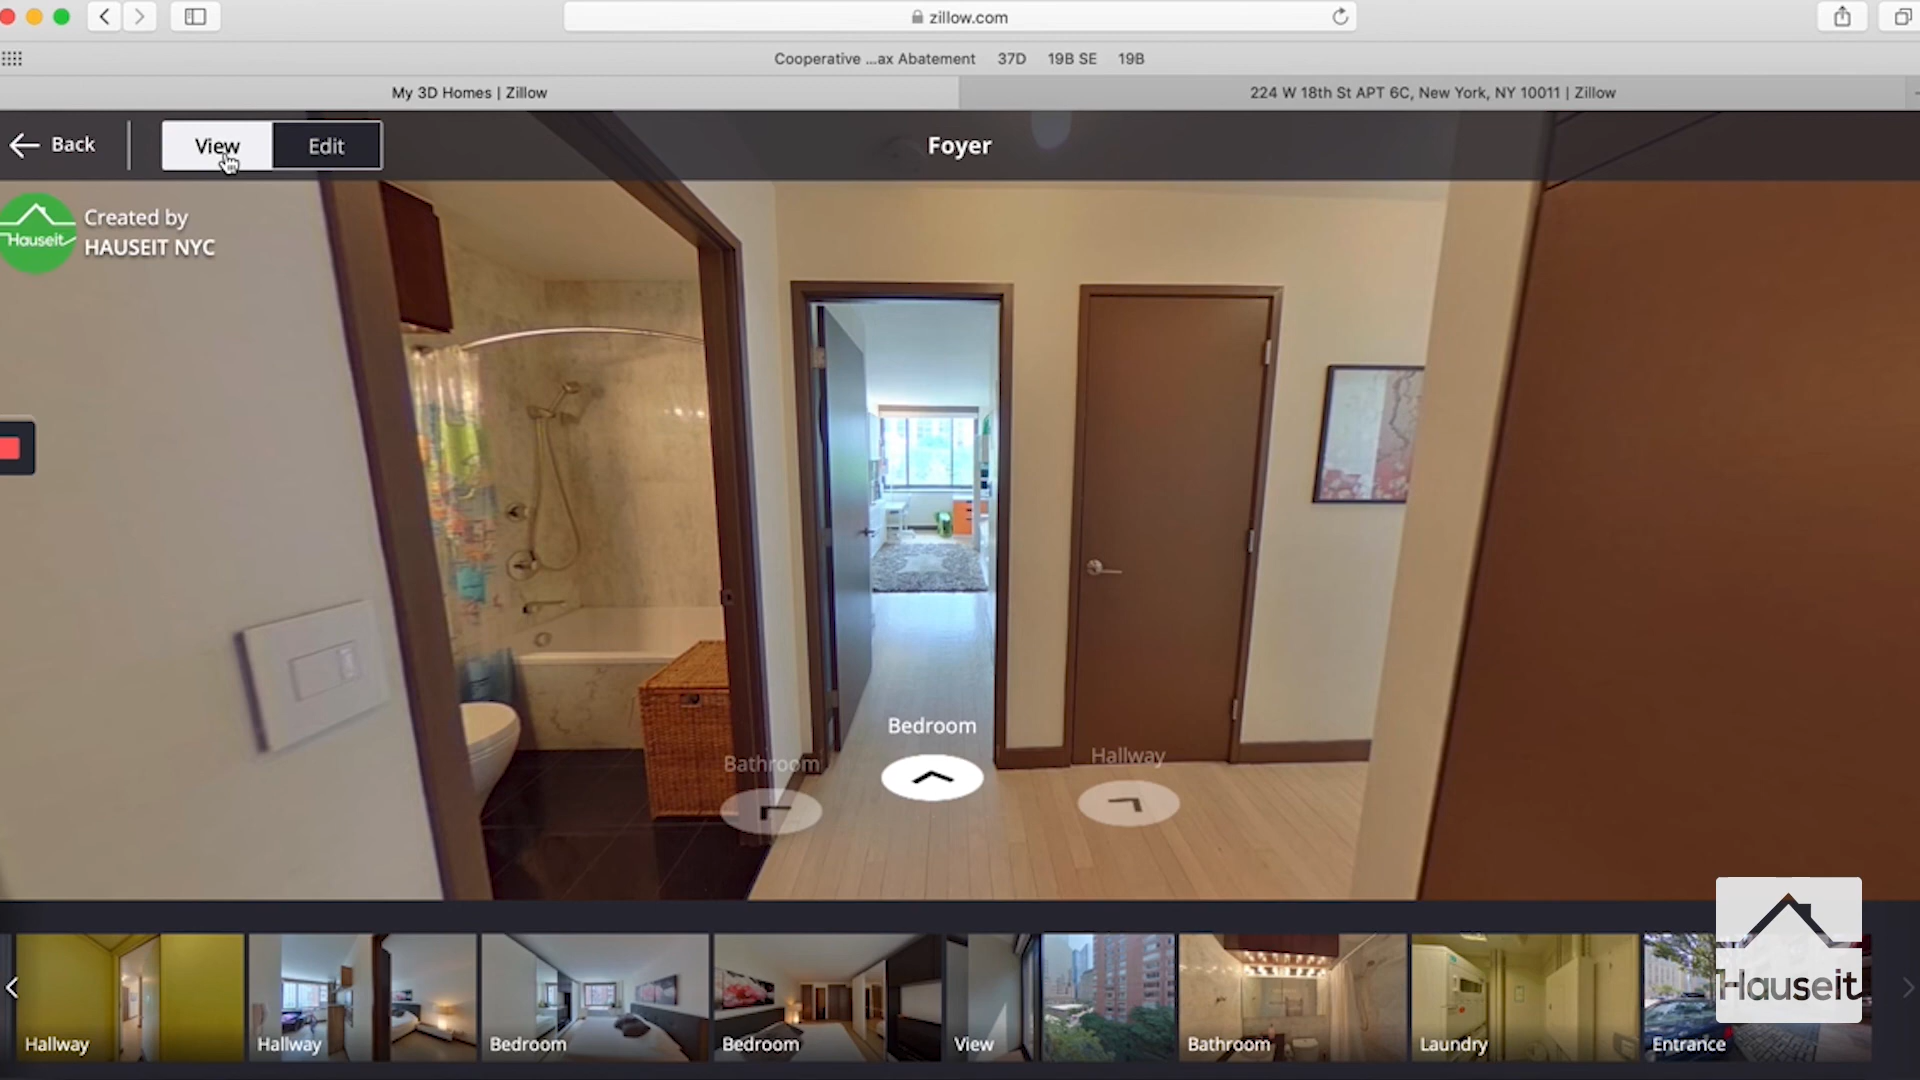 zillow.com
Cooperative ...ax Abatement 37D 19B SE 19B
My 3D Homes | Zillow
224 W 18th St APT 6C, New York, NY 10011 | Zillow
Back
View
Edit
Foyer
Created by
HAUSEIT NYC
Hauseit
Bedroom
Bathroom
Hallway
Hallway
Hallway
Bedroom
Bedroom
View
Bathroom
Laundry
Entrance
Hauseit